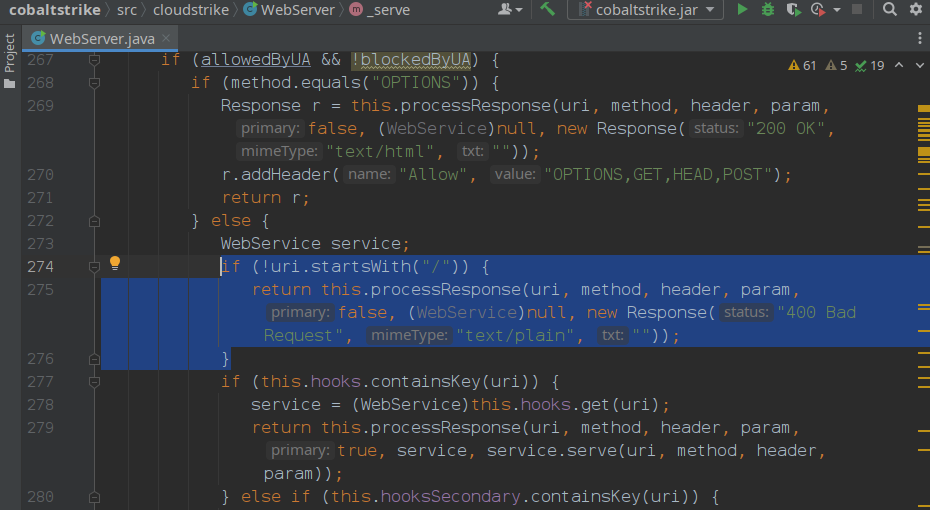 cobaltstrike src cloudstrike WebServer _serve cobaltstrike.jar
Project
WebServer.java
61 5 19
267 if (allowedByUA && !blockedByUA) {
268 if (method.equals("OPTIONS")) {
269 Response r = this.processResponse(uri, method, header, param,
primary: false, (WebService)null, new Response( status: "200 OK",
mimeType: "text/html", txt: ""));
270 r.addHeader( name: "Allow", value: "OPTIONS,GET,HEAD,POST");
271 return r;
272 } else {
273 WebService service;
274 if (!uri.startsWith("/")) {
275 return this.processResponse(uri, method, header, param,
primary: false, (WebService)null, new Response( status: "400 Bad
Request", mimeType: "text/plain", txt: ""));
276 }
277 if (this.hooks.containsKey(uri)) {
278 service = (WebService)this.hooks.get(uri);
279 return this.processResponse(uri, method, header, param,
primary: true, service, service.serve(uri, method, header,
param));
280 } else if (this.hooksSecondary.containsKey(uri)) {